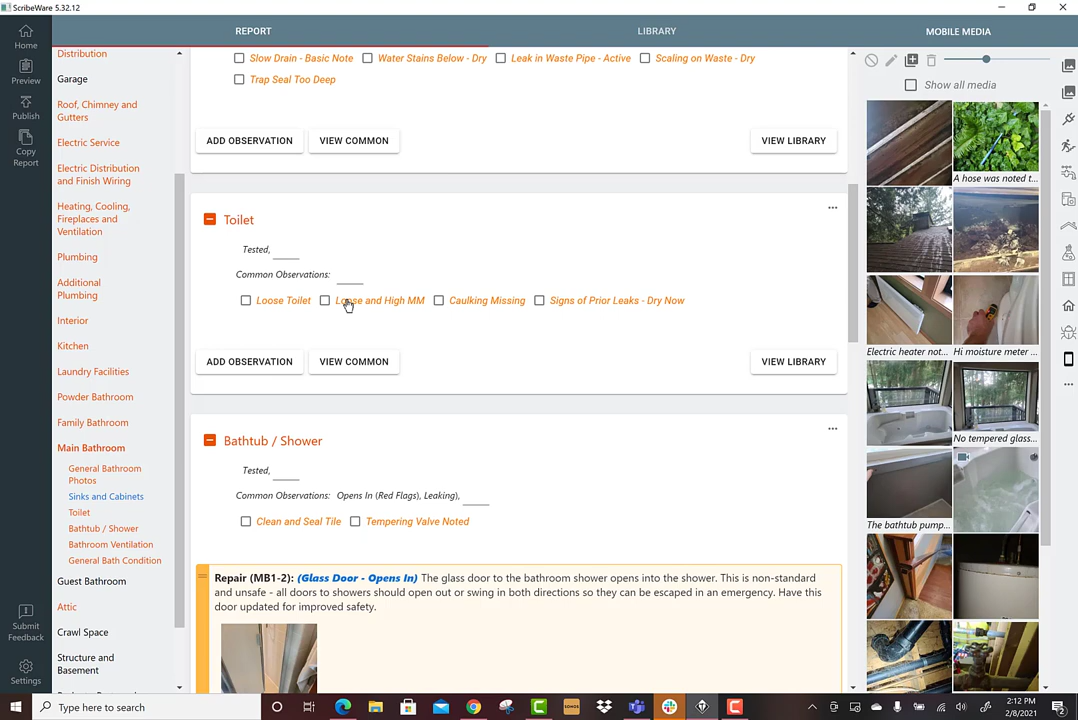 ScribeWare 5.32.12
Home
Preview
Publish
Copy
Report
Submit
Feedback
Settings
Distribution
Garage
Roof, Chimney and
Gutters
Electric Service
Electric Distribution
and Finish Wiring
Heating, Cooling,
Fireplaces and
Ventilation
Plumbing
Additional
Plumbing
Interior
Kitchen
Laundry Facilities
Powder Bathroom
Family Bathroom
Main Bathroom
General Bathroom
Photos
Sinks and Cabinets
Toilet
Bathtub / Shower
Bathroom Ventilation
General Bath Condition
Guest Bathroom
Attic
Crawl Space
Structure and
Basement
REPORT LIBRARY MOBILE MEDIA
Slow Drain - Basic Note Water Stains Below - Dry Leak in Waste Pipe - Active Scaling on Waste - Dry
Trap Seal Too Deep
ADD OBSERVATION VIEW COMMON VIEW LIBRARY
Toilet
Tested,
Common Observations:
Loose Toilet Loose and High MM Caulking Missing Signs of Prior Leaks - Dry Now
ADD OBSERVATION VIEW COMMON VIEW LIBRARY
Bathtub / Shower
Tested,
Common Observations: Opens In (Red Flags), Leaking),
Clean and Seal Tile Tempering Valve Noted
Repair (MB1-2): (Glass Door - Opens In) The glass door to the bathroom shower opens into the shower. This is non-standard
and unsafe - all doors to showers should open out or swing in both directions so they can be escaped in an emergency. Have this
door updated for improved safety.
Show all media
A hose was noted t...
Electric heater not... Hi moisture meter ...
No tempered glass...
The bathtub pump...
Type here to search
SONOS
2:12 PM
2/8/2021
2